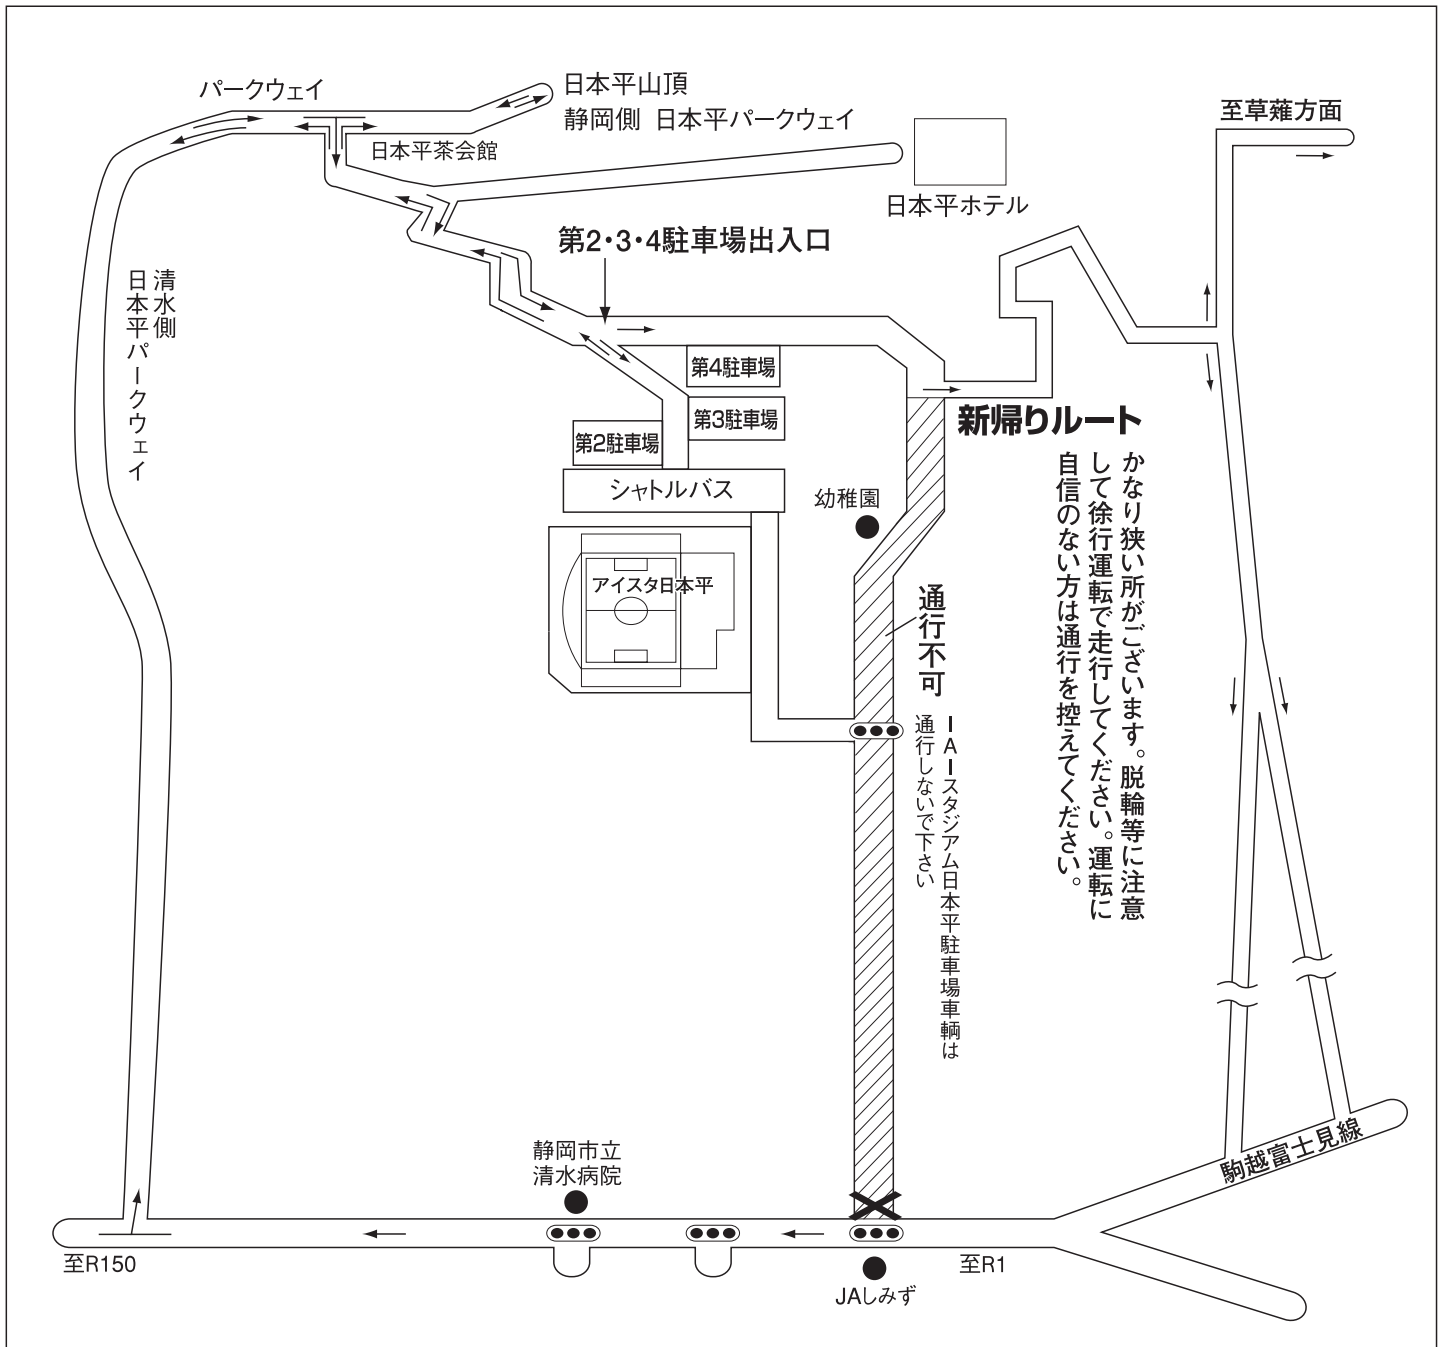 パークウェイ
日本平山頂
静岡側 日本平パークウェイ
日本平茶会館
至草薙方面
日本平ホテル
第2・3・4駐車場出入口
清水側
日本平パークウェイ
第4駐車場
第3駐車場
第2駐車場
シャトルバス
新帰りルート
かなり狭い所がございます。脱輪等に注意
して徐行運転で走行してください。運転に
自信のない方は通行を控えてください。
幼稚園
アイスタ日本平
通行不可
IAIスタジアム日本平駐車場車輌は
通行しないで下さい
静岡市立
清水病院
駒越富士見線
至R150
至R1
JAしみず